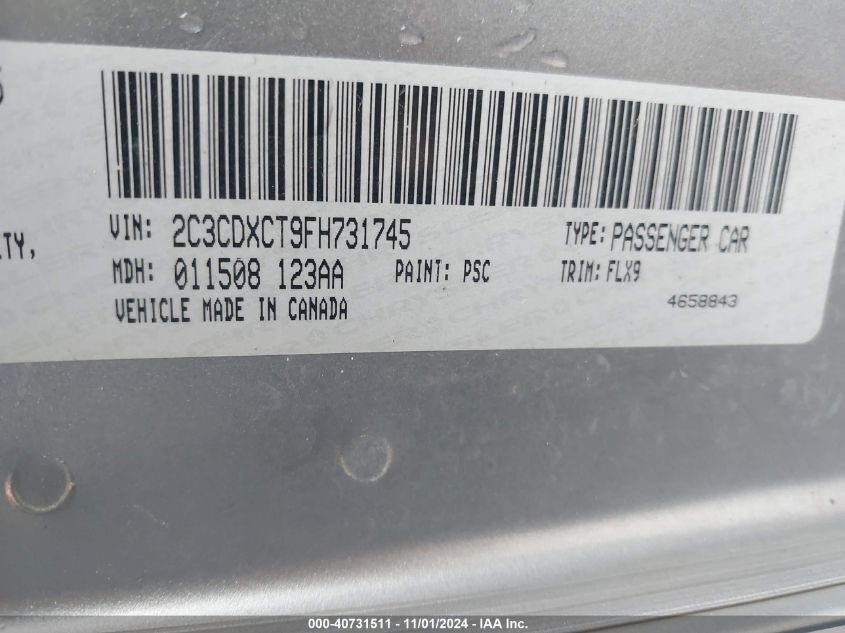 VIN: 2C3CDXCT9FH731745 TYPE: PASSENGER CAR
MDH: 011508 123AA PAINT: PSC TRIM: FLX9
VEHICLE MADE IN CANADA 4658843
000-40731511 - 11/01/2024 - IAA Inc.